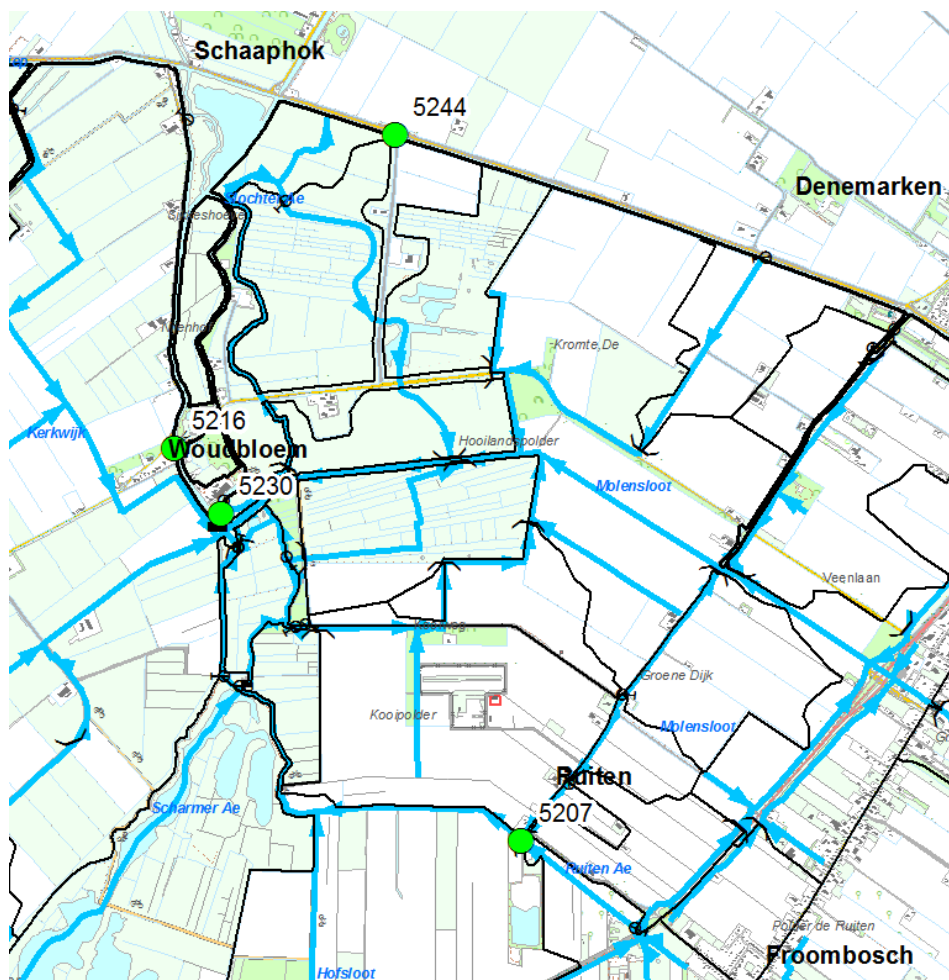 Schaaphok
5244
Denemarken
Kromte,De
5216
Kerkwijk
Woudbloem
Hooilandspolder
5230
Molensloot
Veenlaan
Groene Dijk
Kooipolder
Molensloot
Ruiten
Scharmer Ae
5207
Ruiten Ae
Polder de Ruiten
Froombosch
Hofsloot